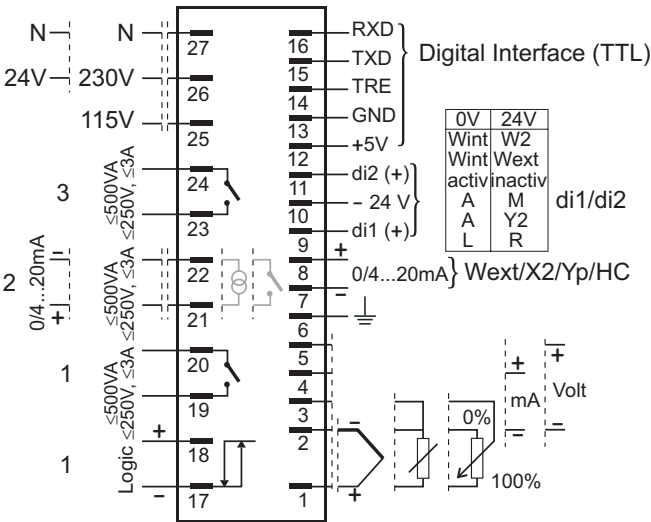 N N 27
24V 230V 26
115V 25
3 ≤500VA ≤250V, ≤3A 24
23
2 0/4...20mA − + ≤500VA ≤250V, ≤3A 22
21
1 ≤500VA ≤250V, ≤3A 20
19
1 Logic + − 18
17
16 RXD
15 TXD
14 TRE
13 GND
12 +5V
Digital Interface (TTL)
11 di2 (+)
10 – 24 V
9 di1 (+)
0V 24V
Wint W2
Wint Wext
activ inactiv
A M
A Y2
L R
di1/di2
8 +
0/4...20mA Wext/X2/Yp/HC
7 −
6
5
4
3
2
1
− +
0%
100%
+ mA −
+ Volt −